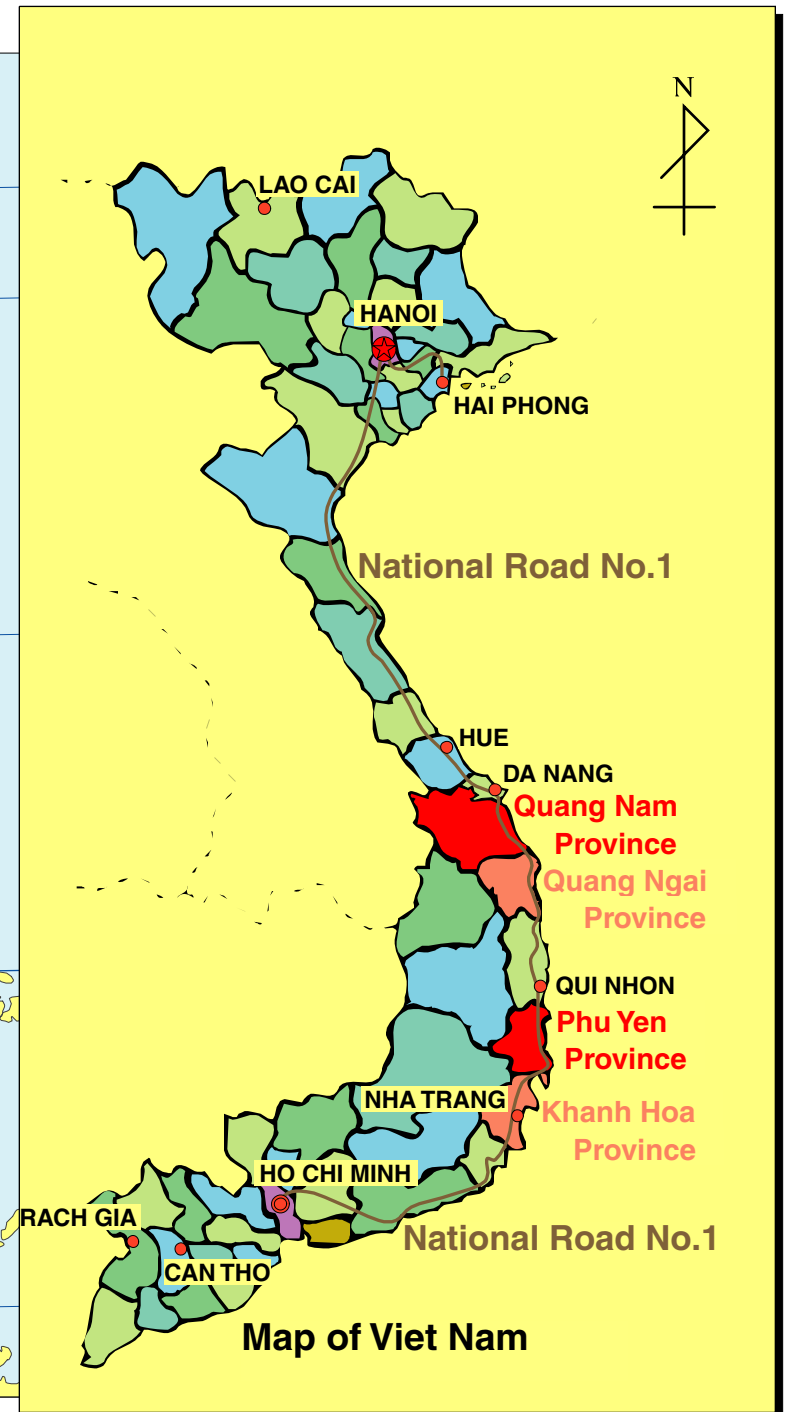 N
LAO CAI
HANOI
HAI PHONG
National Road No.1
HUE
DA NANG
Quang Nam
Province
Quang Ngai
Province
QUI NHON
Phu Yen
Province
NHA TRANG
Khanh Hoa
Province
HO CHI MINH
RACH GIA
National Road No.1
CAN THO
Map of Viet Nam